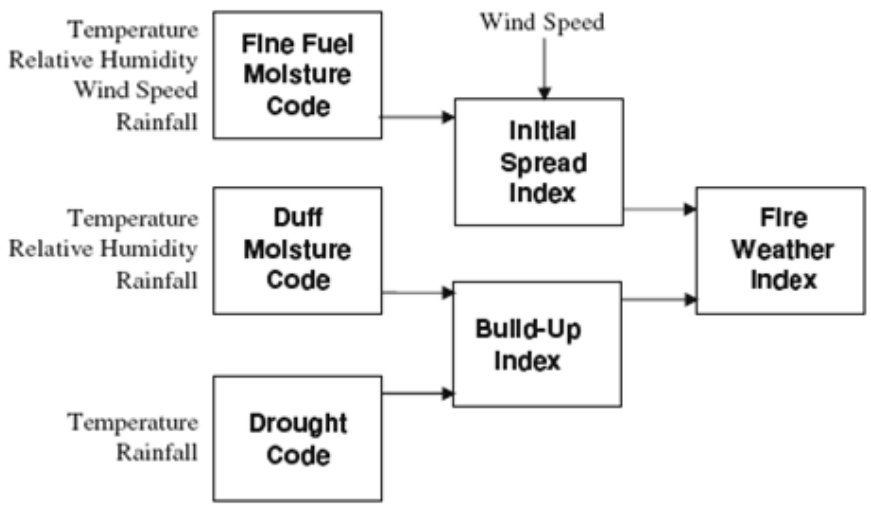 Temperature
Relative Humidity
Wind Speed
Rainfall
Fine Fuel
Moisture
Code
Wind Speed
Initial
Spread
Index
Temperature
Relative Humidity
Rainfall
Duff
Moisture
Code
Fire
Weather
Index
Build-Up
Index
Temperature
Rainfall
Drought
Code